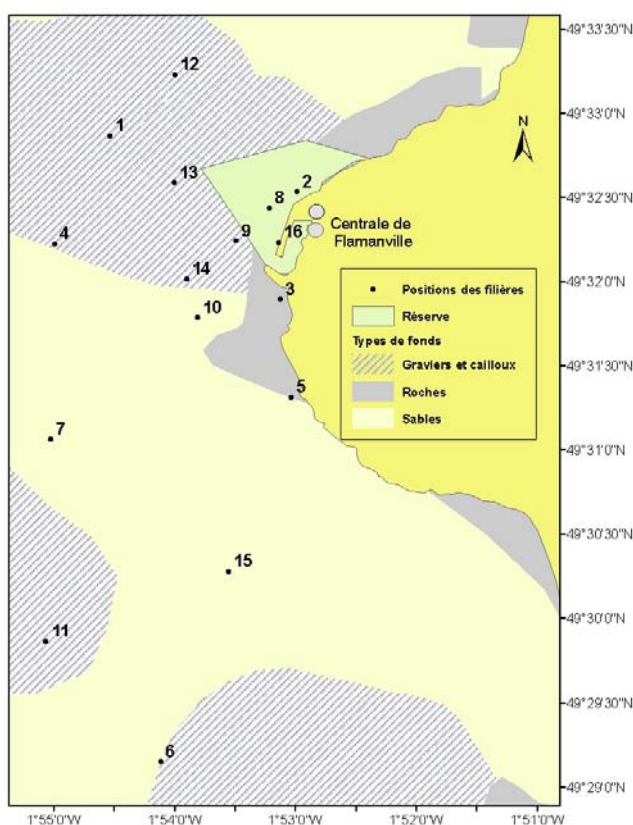 49°33'30"N
12
49°33'0"N
1
N
13
2
49°32'30"N
8
Centrale de
Flamanville
4
9
16
49°32'0"N
14
3
Positions des filières
10
Réserve
Types de fonds
49°31'30"N
Graviers et cailloux
5
Roches
7
Sables
49°31'0"N
49°30'30"N
15
49°30'0"N
11
49°29'30"N
6
49°29'0"N
1°55'0"W
1°54'0"W
1°53'0"W
1°52'0"W
1°51'0"W